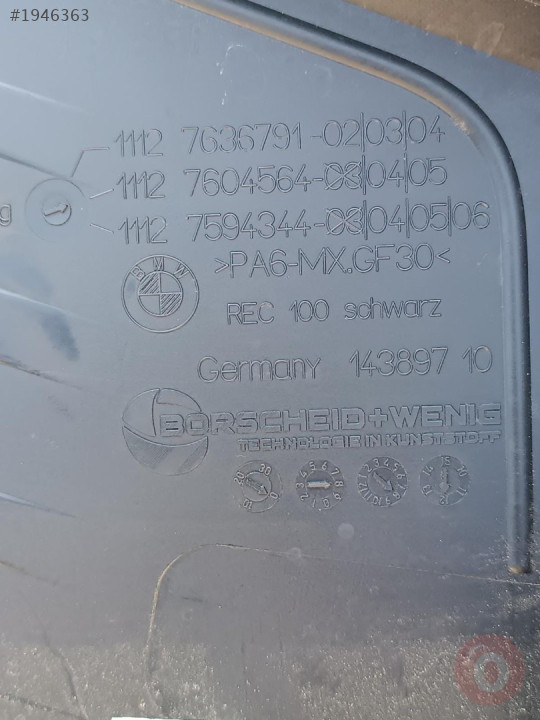 #1946363
1112 7636791-02|03|04
1112 7604564-03|04|05
g
1112 7594344-03|04|05|06
>PA6-MX.GF30<
BMW
REC 100 schwarz
Germany 143897 10
BORSCHEID+WENIG
TECHNOLOGIE IN KUNSTSTOFF